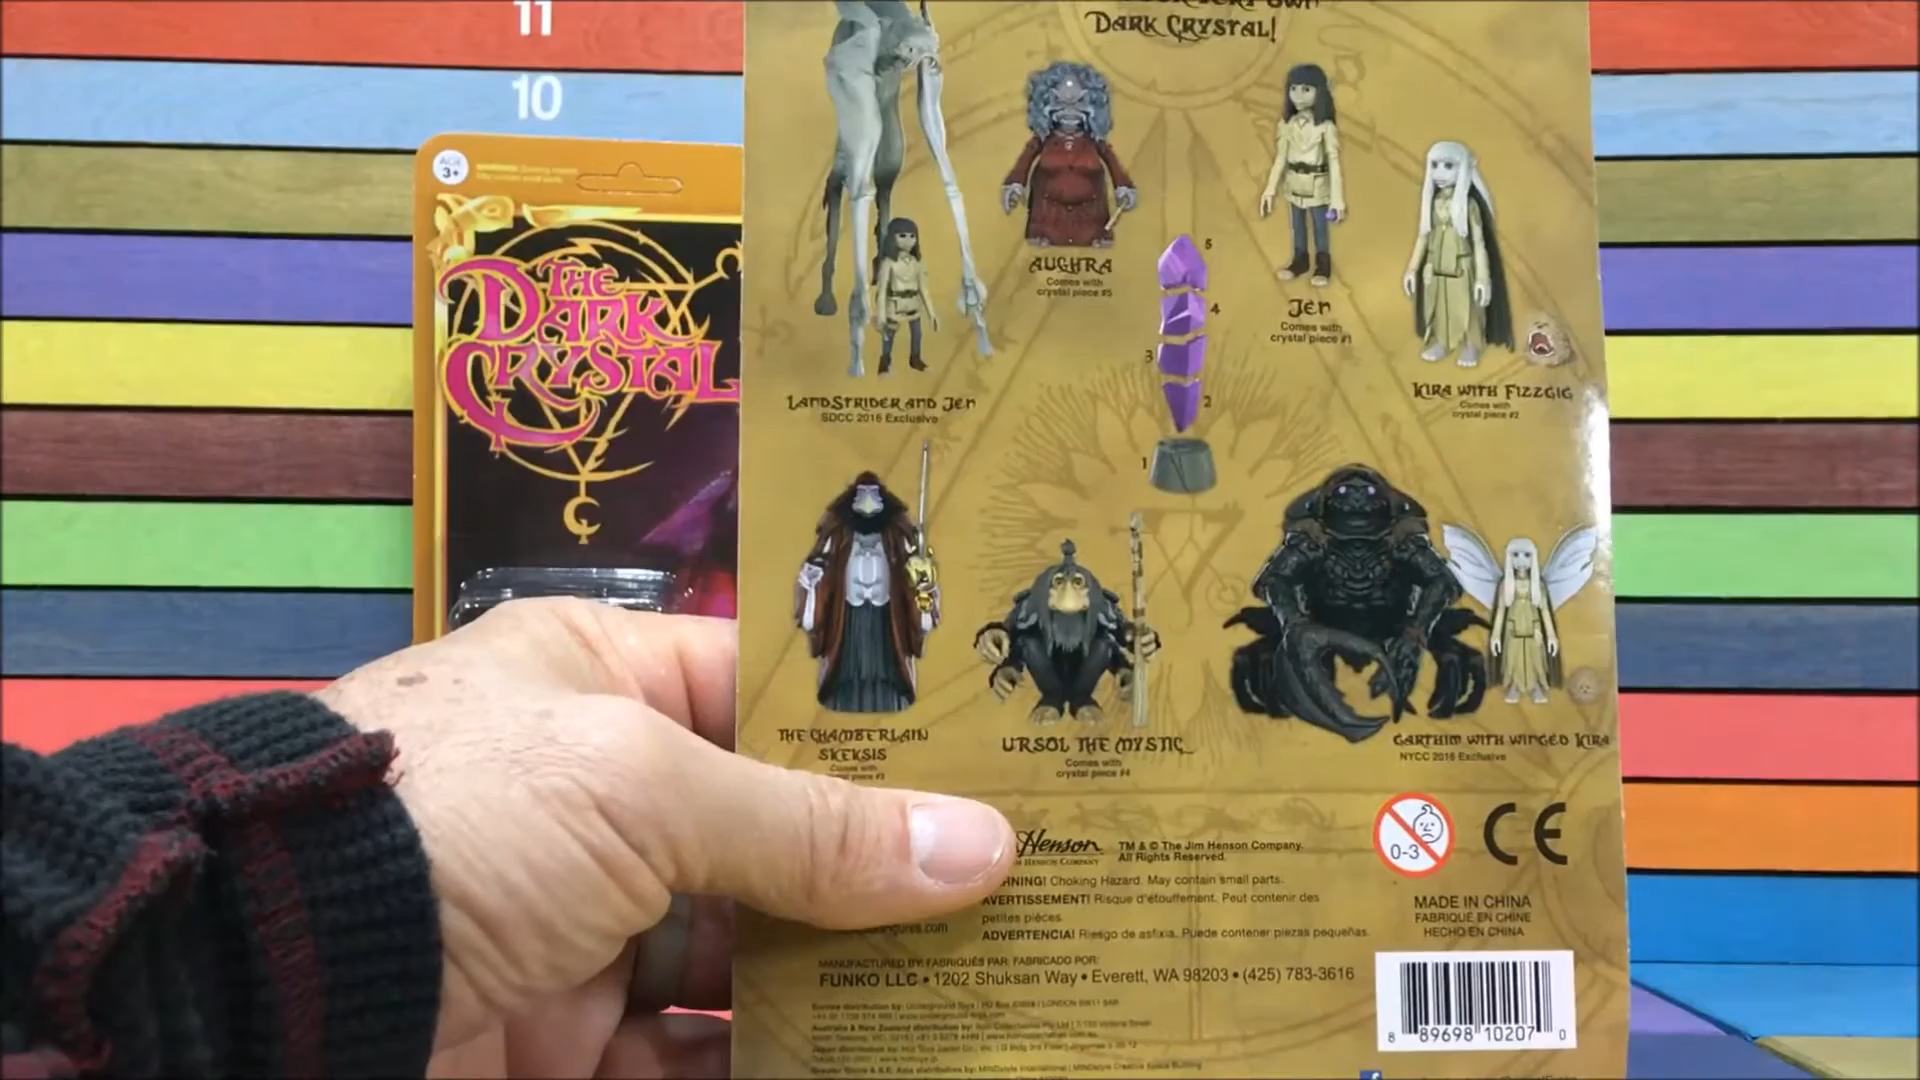 11
10
DARK CRYSTAL!
AGE
3+
THE
DARK
CRYSTAL
5
4
3
2
1
AUGHRA
Comes with
crystal piece #5
JEN
Comes with
crystal piece #1
KIRA WITH FIZZGIG
Comes with
crystal piece #2
LANDSTRIDER AND JEN
SDCC 2016 Exclusive
THE CHAMBERLAIN
SKEKSIS
Comes with
piece #3
URSOL THE MYSTIC
Comes with
crystal piece #4
GARTHIM WITH WINGED KIRA
NYCC 2016 Exclusive
Henson
HENSON COMPANY
TM & © The Jim Henson Company.
All Rights Reserved.
0-3
CE
RNING! Choking Hazard. May contain small parts.
AVERTISSEMENT! Risque d'étouffement. Peut contenir des
petites pièces.
ADVERTENCIA! Riesgo de asfixia. Puede contener piezas pequeñas.
MADE IN CHINA
FABRIQUÉ EN CHINE
HECHO EN CHINA
figures.com
MANUFACTURED BY: FABRIQUÉS PAR: FABRICADO POR:
FUNKO LLC • 1202 Shuksan Way • Everett, WA 98203 • (425) 783-3616
8 89698 10207 0